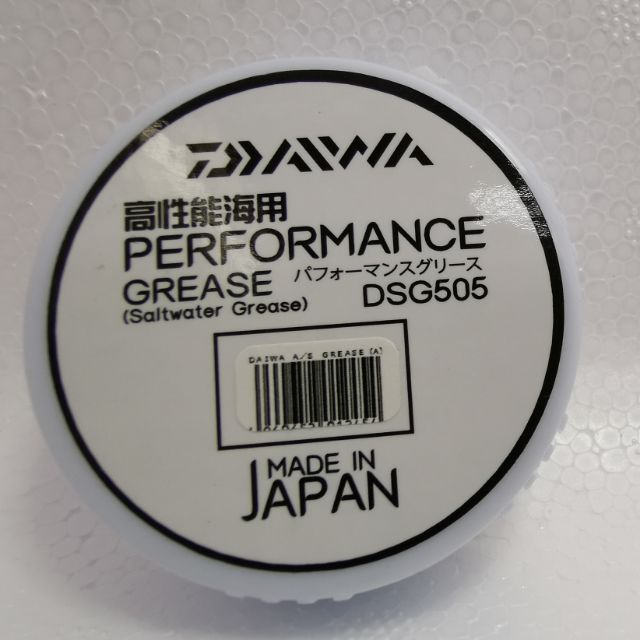 DAIWA
高性能海用
PERFORMANCE
GREASE パフォーマンスグリース
(Saltwater Grease) DSG505
DAIWA A/S GREASE(A)
MADE IN
JAPAN